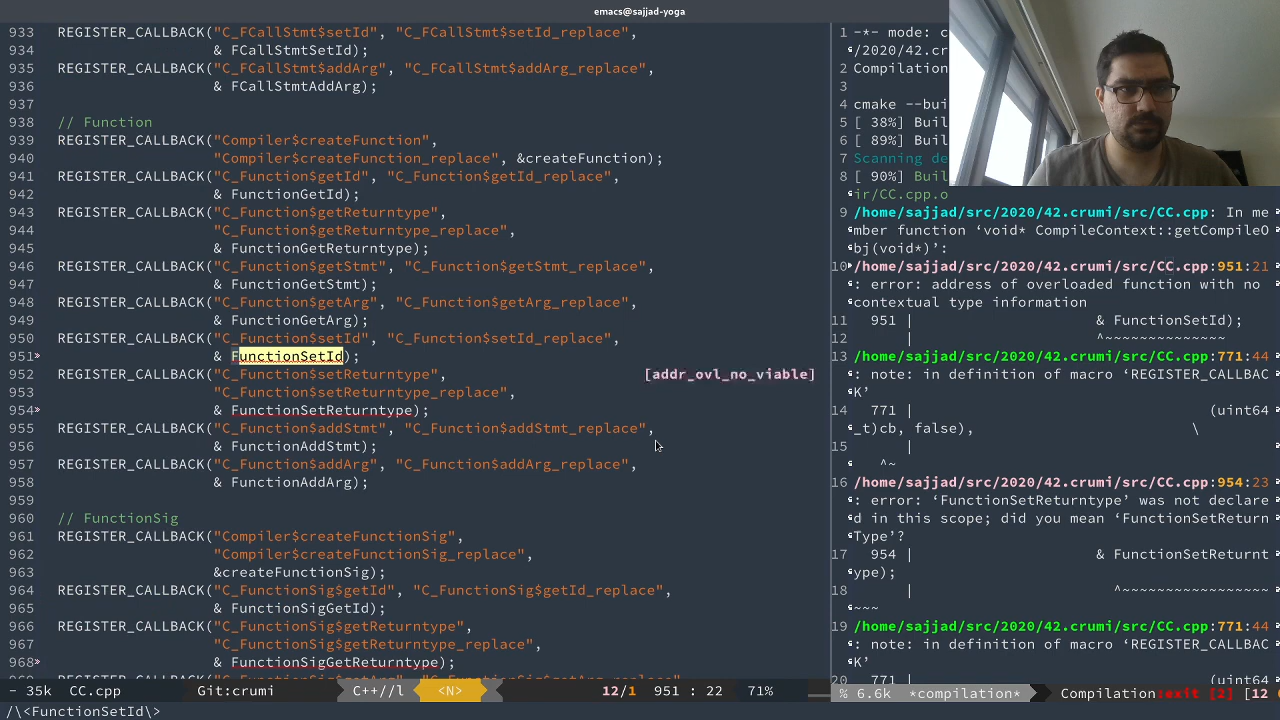 emacs@sajjad-yoga
933 REGISTER_CALLBACK("C_FCallStmt$setId", "C_FCallStmt$setId_replace",
934 & FCallStmtSetId);
935 REGISTER_CALLBACK("C_FCallStmt$addArg", "C_FCallStmt$addArg_replace",
936 & FCallStmtAddArg);
937
938 // Function
939 REGISTER_CALLBACK("Compiler$createFunction",
940 "Compiler$createFunction_replace", &createFunction);
941 REGISTER_CALLBACK("C_Function$getId", "C_Function$getId_replace",
942 & FunctionGetId);
943 REGISTER_CALLBACK("C_Function$getReturntype",
944 "C_Function$getReturntype_replace",
945 & FunctionGetReturntype);
946 REGISTER_CALLBACK("C_Function$getStmt", "C_Function$getStmt_replace",
947 & FunctionGetStmt);
948 REGISTER_CALLBACK("C_Function$getArg", "C_Function$getArg_replace",
949 & FunctionGetArg);
950 REGISTER_CALLBACK("C_Function$setId", "C_Function$setId_replace",
951» & FunctionSetId);
952 REGISTER_CALLBACK("C_Function$setReturntype", [addr_ovl_no_viable]
953 "C_Function$setReturntype_replace",
954» & FunctionSetReturntype);
955 REGISTER_CALLBACK("C_Function$addStmt", "C_Function$addStmt_replace",
956 & FunctionAddStmt);
957 REGISTER_CALLBACK("C_Function$addArg", "C_Function$addArg_replace",
958 & FunctionAddArg);
959
960 // FunctionSig
961 REGISTER_CALLBACK("Compiler$createFunctionSig",
962 "Compiler$createFunctionSig_replace",
963 &createFunctionSig);
964 REGISTER_CALLBACK("C_FunctionSig$getId", "C_FunctionSig$getId_replace",
965 & FunctionSigGetId);
966 REGISTER_CALLBACK("C_FunctionSig$getReturntype",
967 "C_FunctionSig$getReturntype_replace",
968» & FunctionSigGetReturntype);
- 35k CC.cpp Git:crumi C++//l <N> 12/1 951 : 22 71%
/\<FunctionSetId\>
1 -*- mode: c
/2020/42.cr
2 Compilation
3
4 cmake --bui
5 [ 38%] Buil
6 [ 89%] Buil
7 Scanning de
8 [ 90%] Buil
ir/CC.cpp.o
9 /home/sajjad/src/2020/42.crumi/src/CC.cpp: In me
mber function ‘void* CompileContext::getCompileO
bj(void*)’:
10 /home/sajjad/src/2020/42.crumi/src/CC.cpp:951:21
: error: address of overloaded function with no
contextual type information
11 951 | & FunctionSetId);
12 | ^~~~~~~~~~~~~~
13 /home/sajjad/src/2020/42.crumi/src/CC.cpp:771:44
: note: in definition of macro ‘REGISTER_CALLBAC
K’
14 771 | (uint64
_t)cb, false), \
15 |
^~
16 /home/sajjad/src/2020/42.crumi/src/CC.cpp:954:23
: error: ‘FunctionSetReturntype’ was not declare
d in this scope; did you mean ‘FunctionSetReturn
Type’?
17 954 | & FunctionSetReturnt
ype);
18 | ^~~~~~~~~~~~~~~~~~
~~~
19 /home/sajjad/src/2020/42.crumi/src/CC.cpp:771:44
: note: in definition of macro ‘REGISTER_CALLBAC
K’
20 771 |
% 6.6k *compilation* Compilation:exit [2] [12